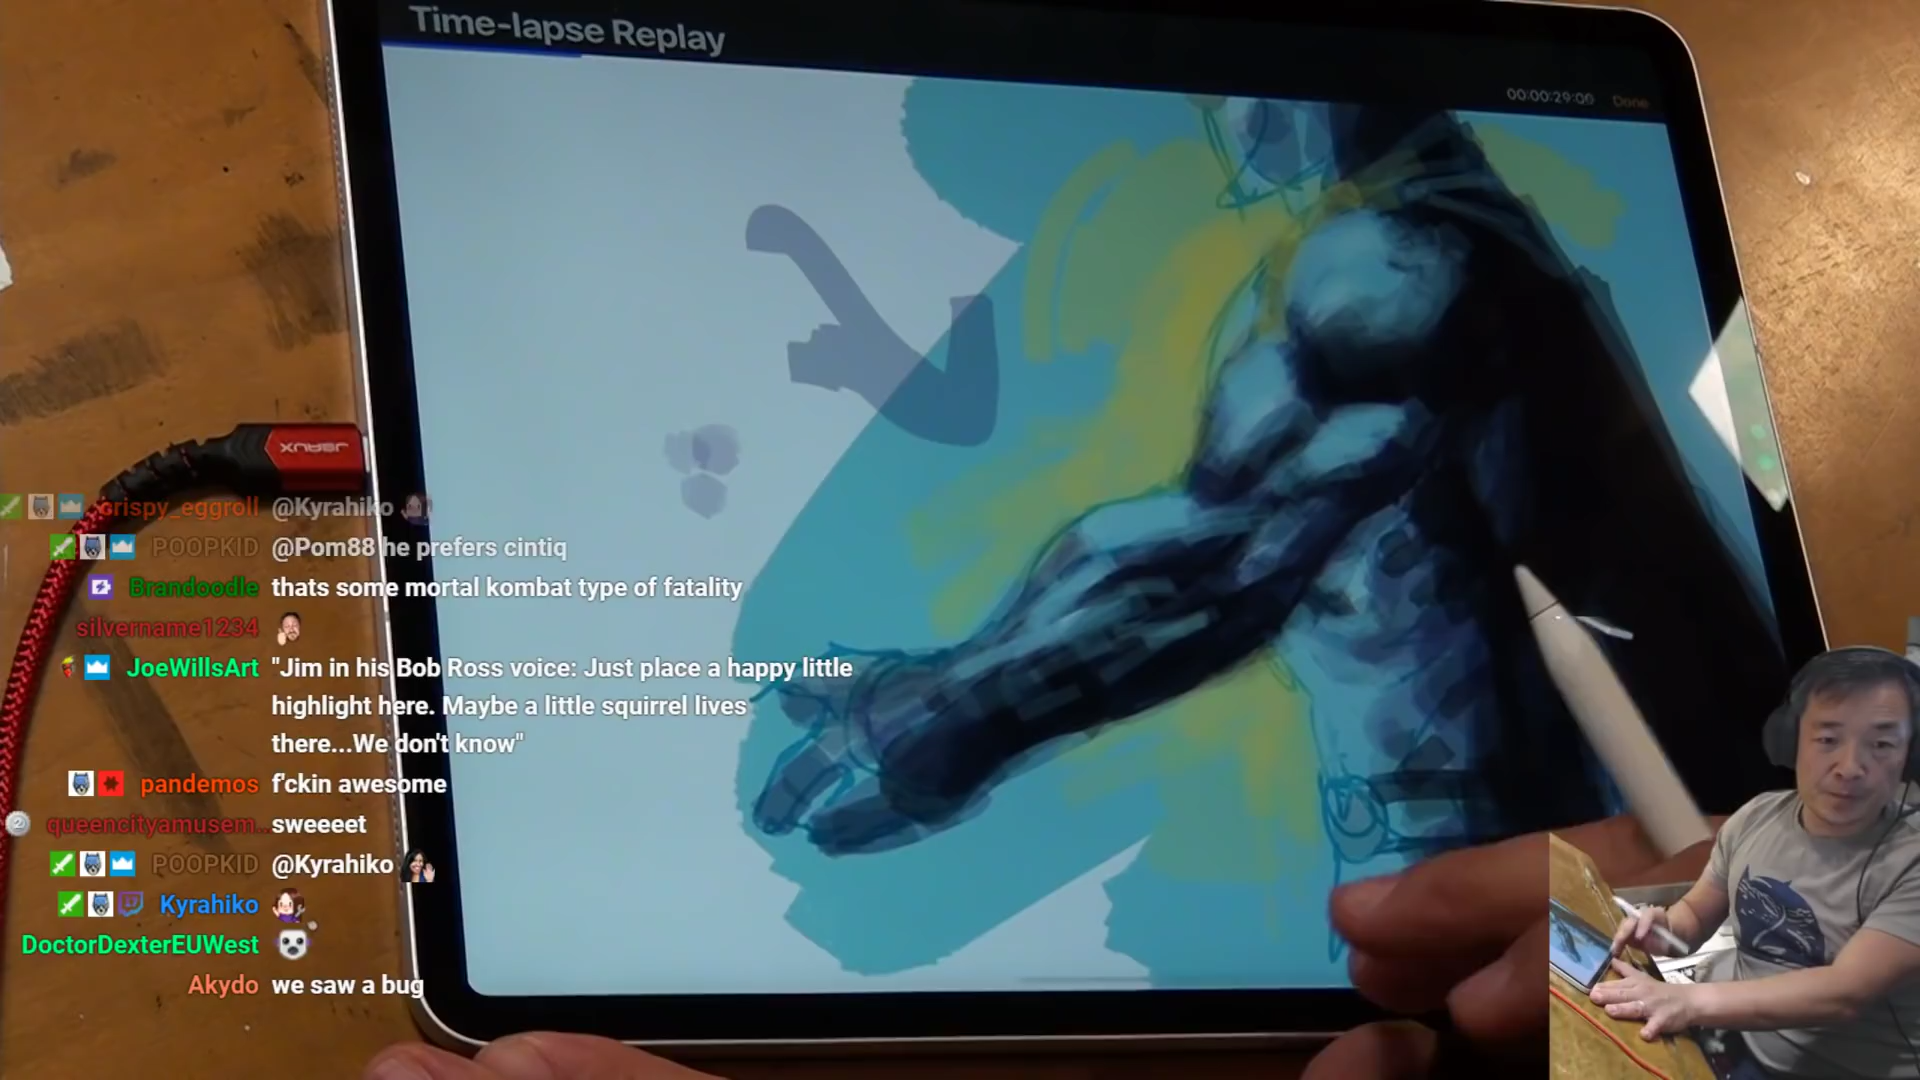 Time-lapse Replay
00:00:29:00 Done
JSAUX
crispy_eggroll @Kyrahiko
POOPKID @Pom88 he prefers cintiq
Brandoodle thats some mortal kombat type of fatality
silvername1234
JoeWillsArt "Jim in his Bob Ross voice: Just place a happy little
highlight here. Maybe a little squirrel lives
there...We don't know"
pandemos f'ckin awesome
2 queencityamusem... sweeeet
POOPKID @Kyrahiko
Kyrahiko
DoctorDexterEUWest
Akydo we saw a bug